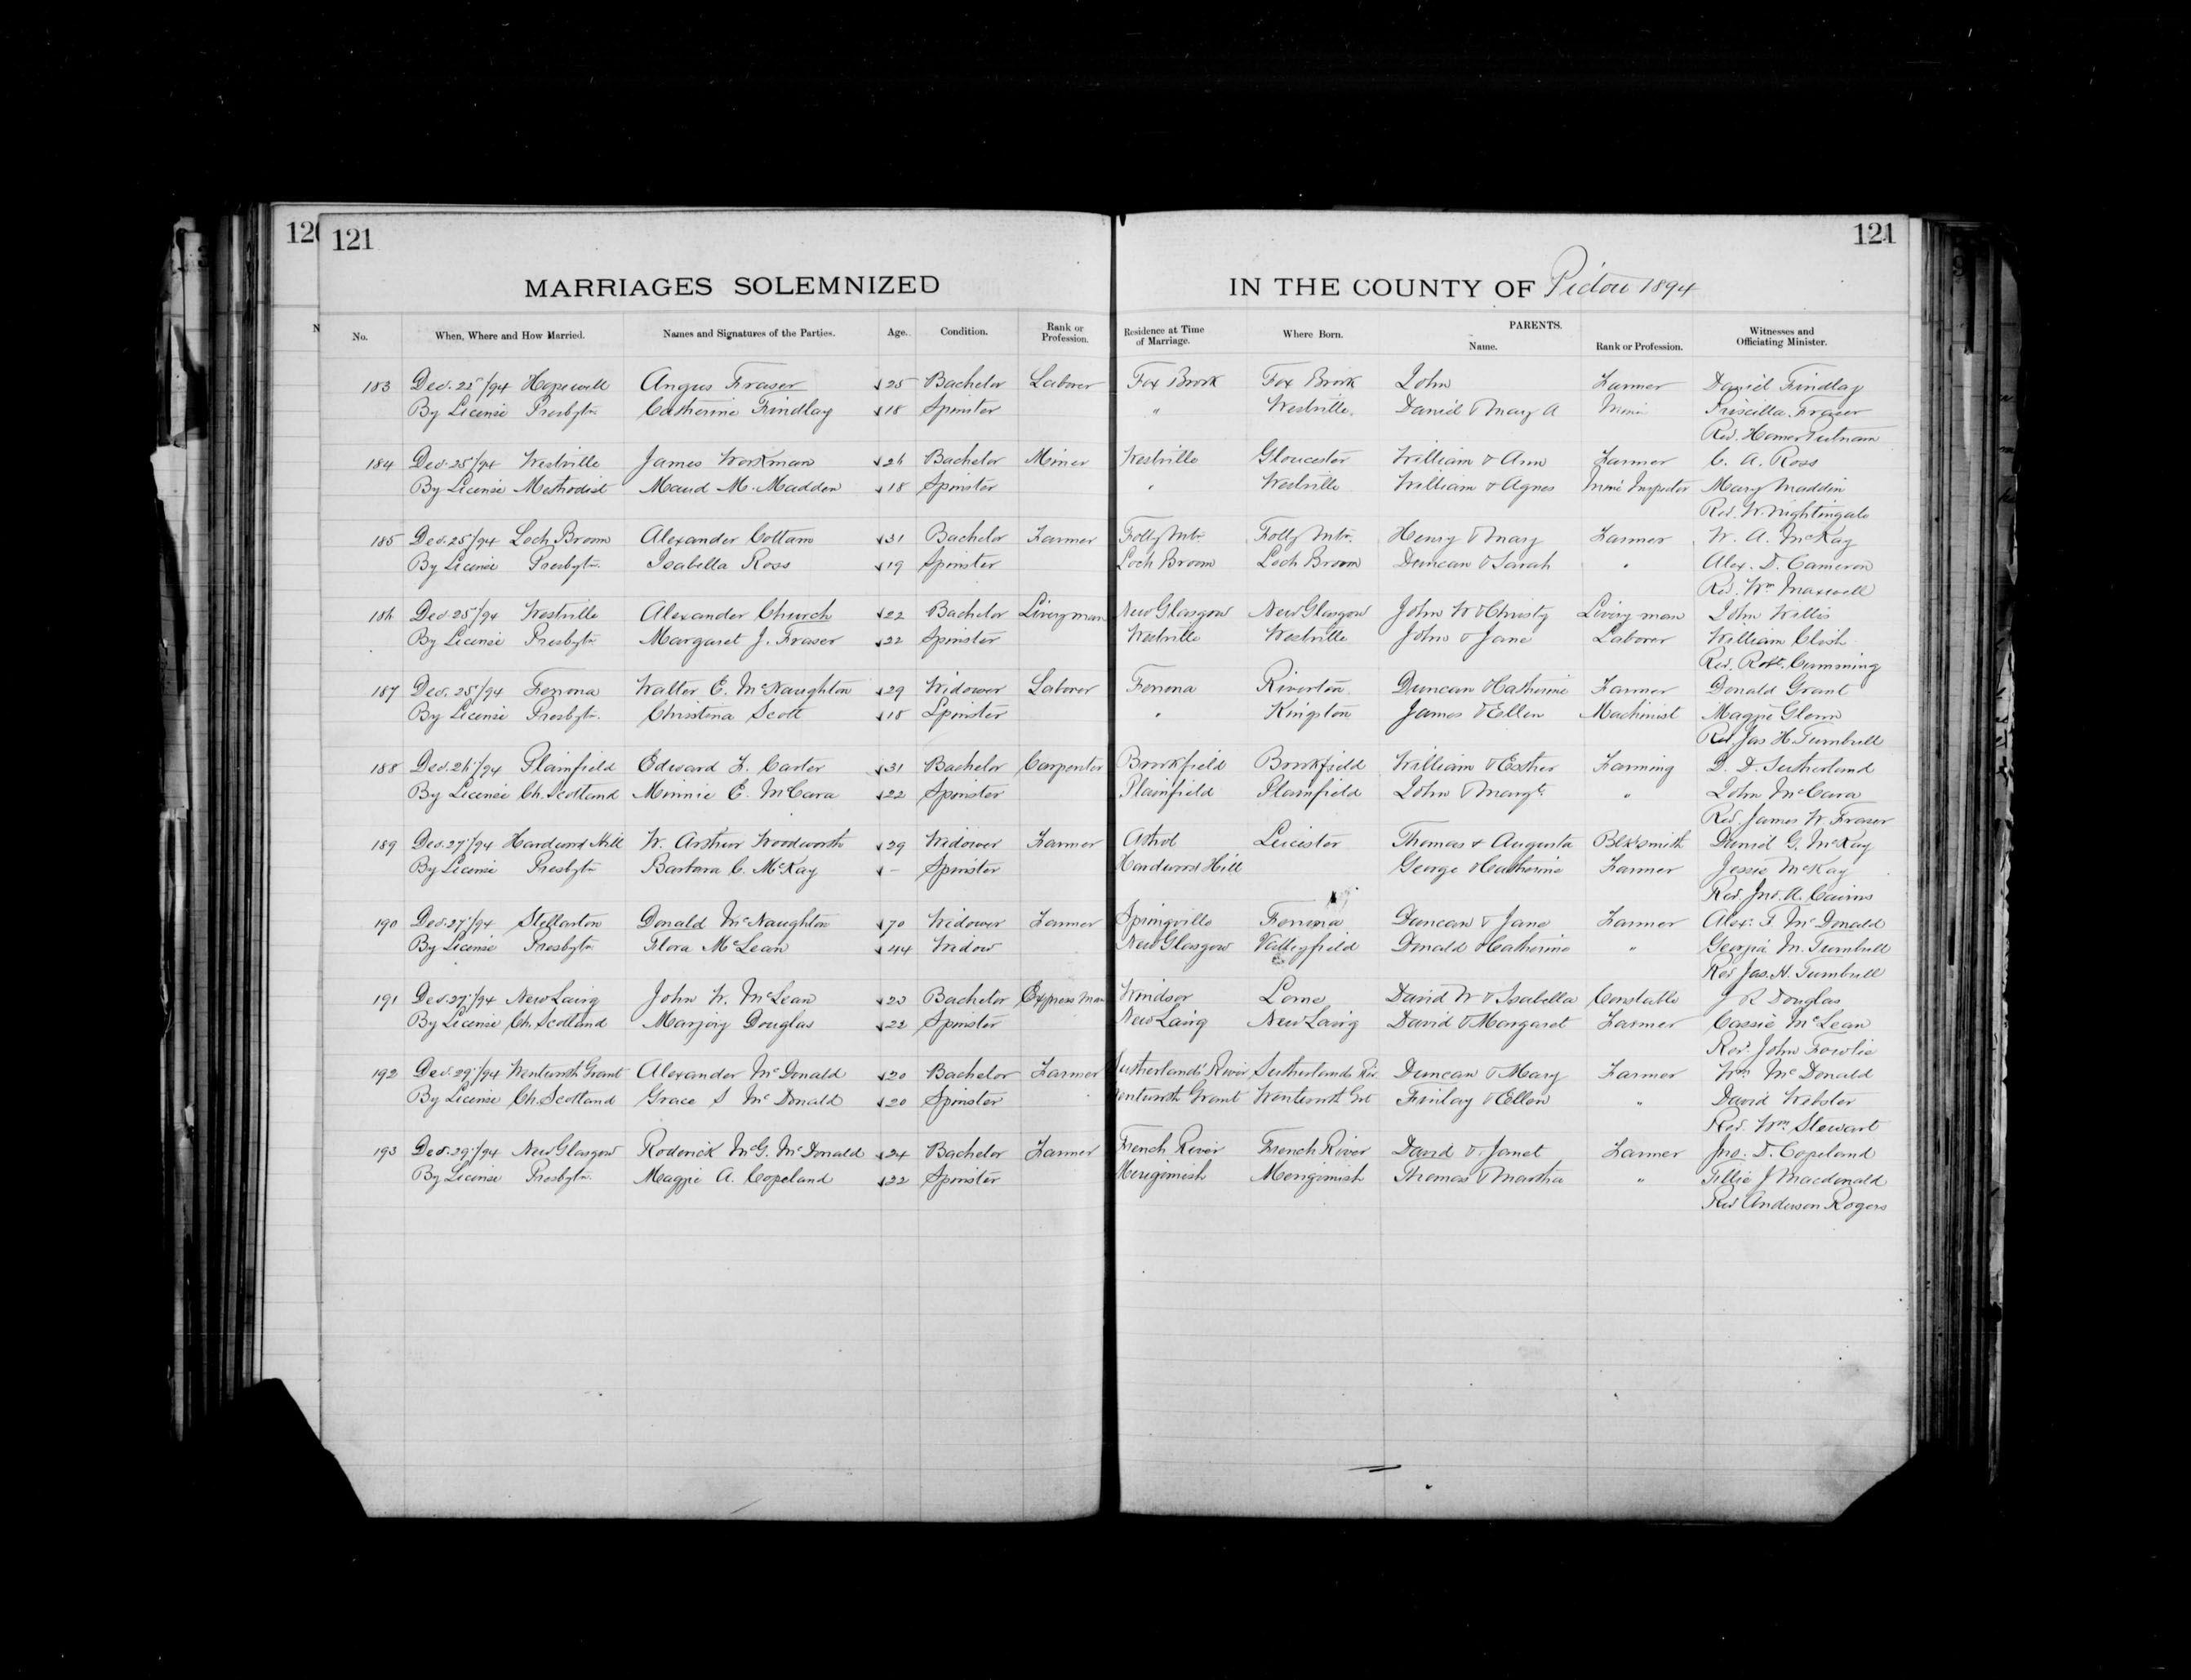 120
121
121
MARRIAGES SOLEMNIZED
IN THE COUNTY OF Pictou 1894
N
No. When, Where and How Married. Names and Signatures of the Parties. Age. Condition. Rank or Profession. Residence at Time of Marriage. Where Born. PARENTS. Name. Rank or Profession. Witnesses and Officiating Minister.
183 Dec. 25/94 Hopewell Angus Fraser 25 Bachelor Laborer Fox Brook Fox Brook John Farmer Daniel Findlay
By License Presbytn Catherine Findlay 18 Spinster " Westville Daniel & Mary A Miner Priscilla Fraser
Rev. Homer Putnam
184 Dec. 25/94 Westville James Workman 26 Bachelor Miner Westville Gloucester William & Ann Farmer C. A. Ross
By License Methodist Maud M. Madden 18 Spinster " Westville William & Agnes Mine Inspector Mary Maddin
Rev. W. Nightingale
185 Dec. 25/94 Loch Broom Alexander Cottam 31 Bachelor Farmer Folly Mtn. Folly Mtn. Henry & Mary Farmer W. A. McKay
By License Presbytn. Isabella Ross 19 Spinster Loch Broom Loch Broom Duncan & Sarah " Alex. D. Cameron
Rev. Wm Maxwell
186 Dec. 25/94 Westville Alexander Church 22 Bachelor Liveryman New Glasgow New Glasgow John W & Christy Livery man John Willis
By License Presbytn. Margaret J. Fraser 22 Spinster Westville Westville John & Jane Laborer William Clish
Rev. Robt. Cumming
187 Dec. 25/94 Ferrona Walter E. McNaughton 29 Widower Laborer Ferrona Riverton Duncan & Catherine Farmer Donald Grant
By License Presbytn. Christena Scott 18 Spinster " Kingston James & Ellen Machinist Maggie Glenn
Rev. Jas H. Turnbull
188 Dec. 26/94 Plainfield Edward F. Carter 31 Bachelor Carpenter Brookfield Brookfield William & Esther Farming D. D. Sutherland
By License Ch. Scotland Minnie E. McCara 22 Spinster Plainfield Plainfield John & Margt. " John McCara
Rev. James W. Fraser
189 Dec. 27/94 Hardwood Hill W. Arthur Woodworth 29 Widower Farmer Athol Leicester Thomas & Augusta Blksmith Daniel G. McKay
By License Presbytn Barbara C. McKay - Spinster Hardwood Hill George & Catherine Farmer Jessie McKay
Rev. Jno. A. Cairns
190 Dec. 27/94 Stellarton Donald McNaughton 70 Widower Farmer Springville Ferrona Duncan & Jane Farmer Alex. F. McDonald
By License Presbytn Flora McLean 44 Widow New Glasgow Valleyfield Donald & Catherine " Georgie M. Turnbull
Rev. Jas. H. Turnbull
191 Dec. 27/94 New Lairg John W. McLean 23 Bachelor Express man Windsor Lorne David W & Isabella Constable J R Douglas
By License Ch. Scotland Marjory Douglas 22 Spinster New Lairg New Lairg David & Margaret Farmer Cassie McLean
Rev. John Fowlie
192 Dec. 29/94 Wentworth Grant Alexander McDonald 20 Bachelor Farmer Sutherlands River Sutherlands Riv. Duncan & Mary Farmer Wm McDonald
By License Ch. Scotland Grace S McDonald 20 Spinster Wentworth Grant Wentworth Grt Finlay & Ellen " David Webster
Rev. Wm. Stewart
193 Dec. 29/94 New Glasgow Roderick McG. McDonald 24 Bachelor Farmer French River French River David & Janet Farmer Jno. D. Copeland
By License Presbytn. Maggie A. Copeland 22 Spinster Merigomish Merigomish Thomas & Martha " Tillie J Macdonald
Rev. Anderson Rogers